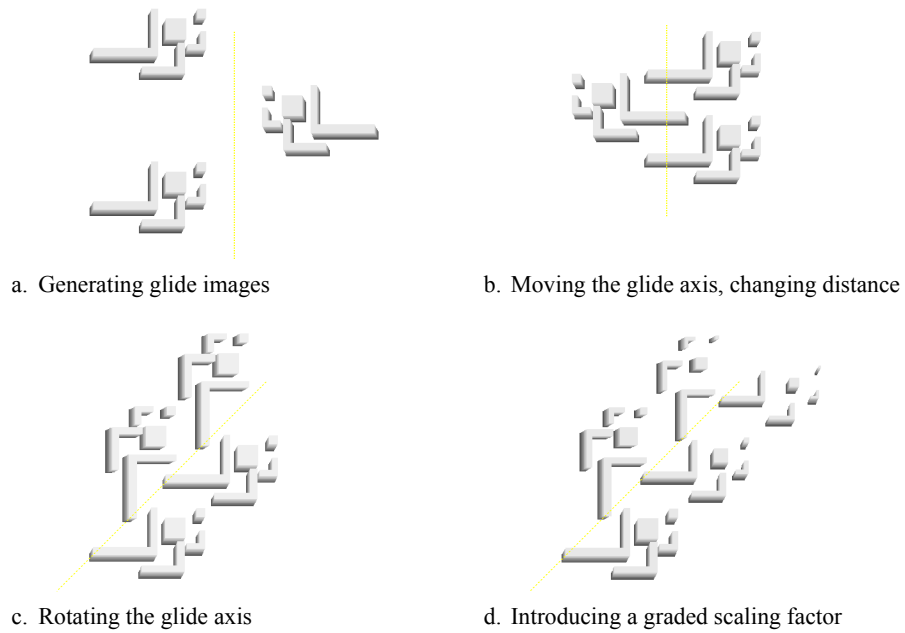 a. Generating glide images
b. Moving the glide axis, changing distance
c. Rotating the glide axis
d. Introducing a graded scaling factor